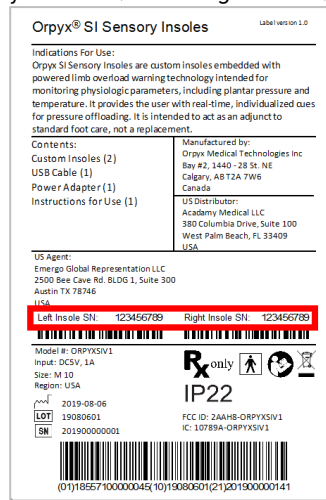 Orpyx® SI Sensory Insoles
Label version 1.0
Indications For Use:
Orpyx SI Sensory Insoles are custom insoles embedded with
powered limb overload warning technology intended for
monitoring physiologic parameters, including plantar pressure and
temperature. It provides the user with real-time, individualized cues
for pressure offloading. It is intended to act as an adjunct to
standard foot care, not a replacement.
Contents:
Custom Insoles (2)
USB Cable (1)
Power Adapter (1)
Instructions for Use (1)
Manufactured by:
Orpyx Medical Technologies Inc
Bay #2, 1440 - 28 St. NE
Calgary, AB T2A 7W6
Canada
US Distributor:
Acadamy Medical LLC
380 Columbia Drive, Suite 100
West Palm Beach, FL 33409
USA
US Agent:
Emergo Global Representation LLC
2500 Bee Cave Rd. BLDG 1, Suite 300
Austin TX 78746
USA
Left Insole SN: 123456789 Right Insole SN: 123456789
Model #: ORPYXSIV1
Input: DC5V, 1A
Size: M 10
Region: USA
2019-08-06
LOT 19080601
SN 201900000001
Rx only
IP22
FCC ID: 2AAH8-ORPYXSIV1
IC: 10789A-ORPYXSIV1
(01)18557100000045(10)19080601(21)201900000141